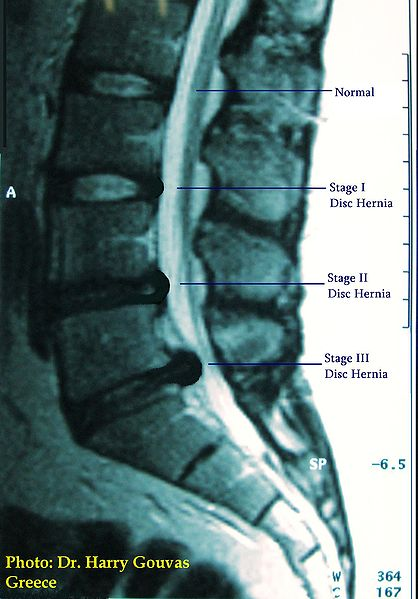 Normal
A
Stage I
Disc Hernia
Stage II
Disc Hernia
Stage III
Disc Hernia
SP
-6.5
Photo: Dr. Harry Gouvas
Greece
W 364
C 167